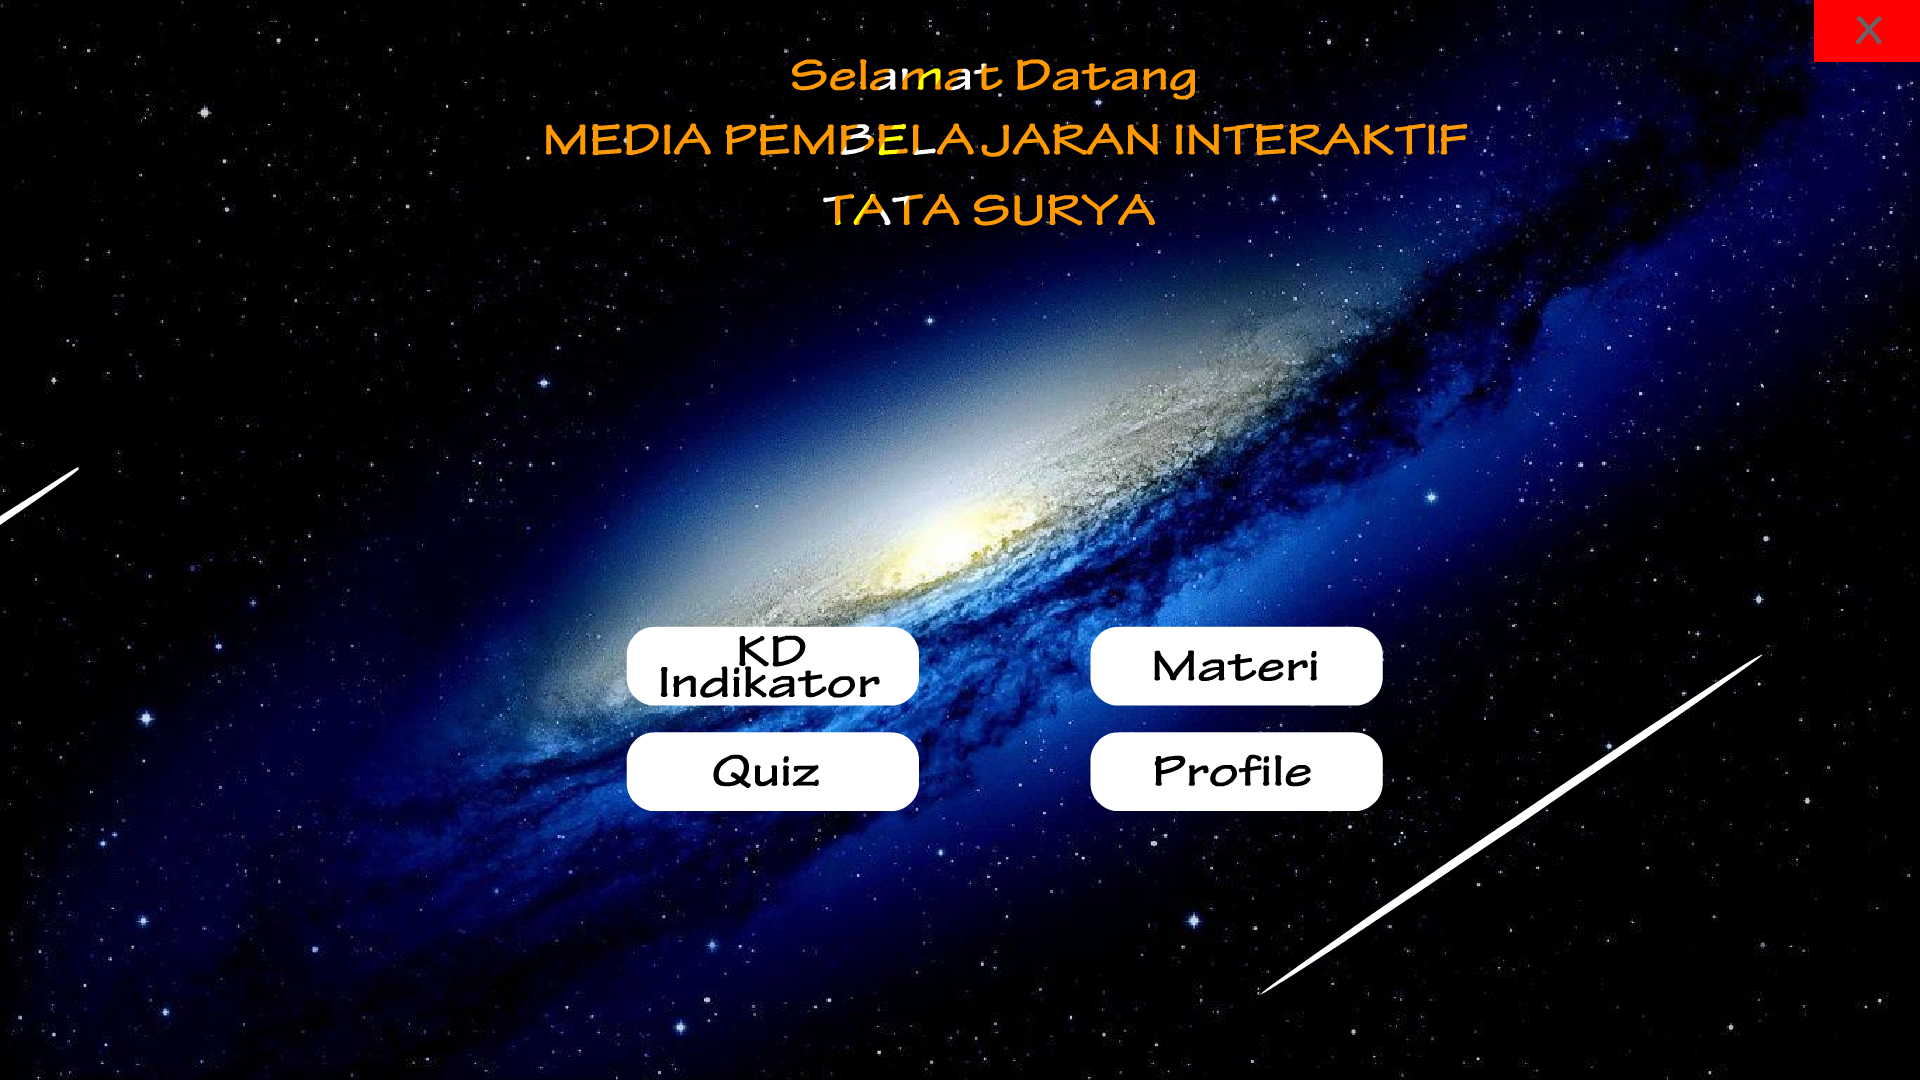 X
Selamat Datang
MEDIA PEMBELAJARAN INTERAKTIF
TATA SURYA
KD
Indikator
Materi
Quiz
Profile